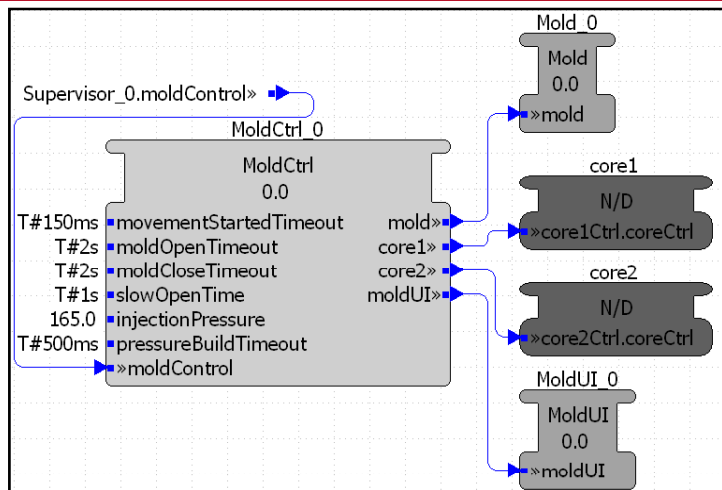 Mold_0
Mold
0.0
»mold
Supervisor_0.moldControl»
MoldCtrl_0
MoldCtrl
0.0
T#150ms movementStartedTimeout mold»
T#2s moldOpenTimeout core1»
T#2s moldCloseTimeout core2»
T#1s slowOpenTime moldUI»
165.0 injectionPressure
T#500ms pressureBuildTimeout
»moldControl
core1
N/D
»core1Ctrl.coreCtrl
core2
N/D
»core2Ctrl.coreCtrl
MoldUI_0
MoldUI
0.0
»moldUI